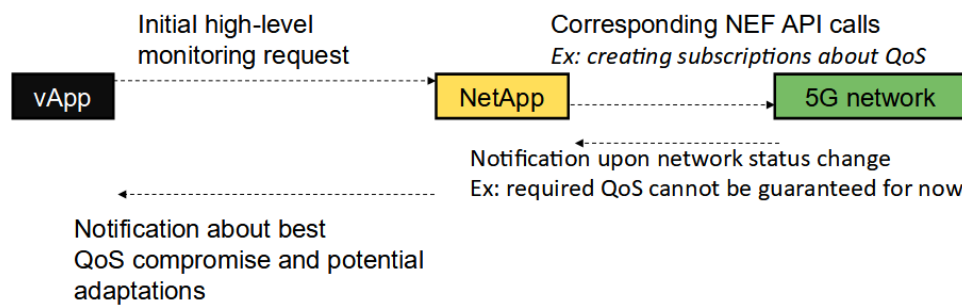 Initial high-level
monitoring request
Corresponding NEF API calls
Ex: creating subscriptions about QoS
vApp
NetApp
5G network
Notification upon network status change
Ex: required QoS cannot be guaranteed for now
Notification about best
QoS compromise and potential
adaptations